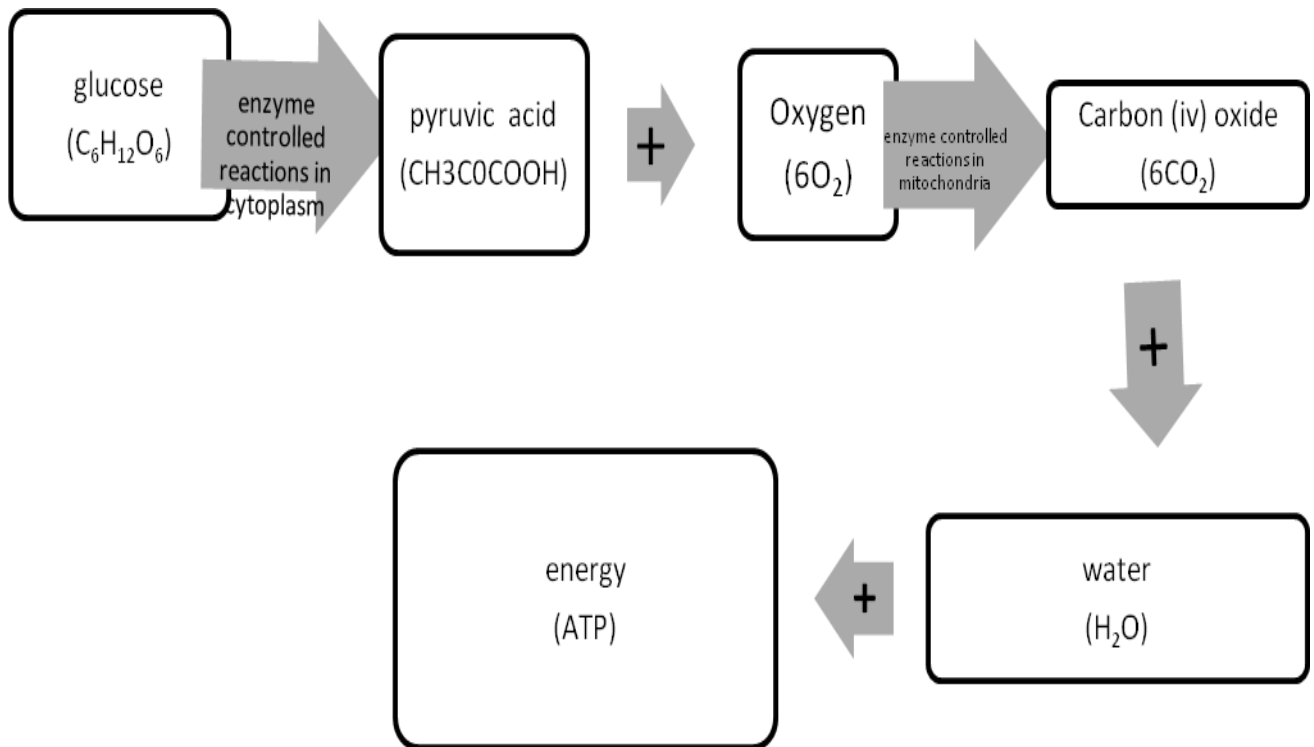 glucose
(C₆H₁₂O₆)
enzyme
controlled
reactions in
cytoplasm
pyruvic acid
(CH3C0COOH)
+
Oxygen
(6O₂)
enzyme controlled
reactions in
mitochondria
Carbon (iv) oxide
(6CO₂)
+
water
(H₂O)
+
energy
(ATP)